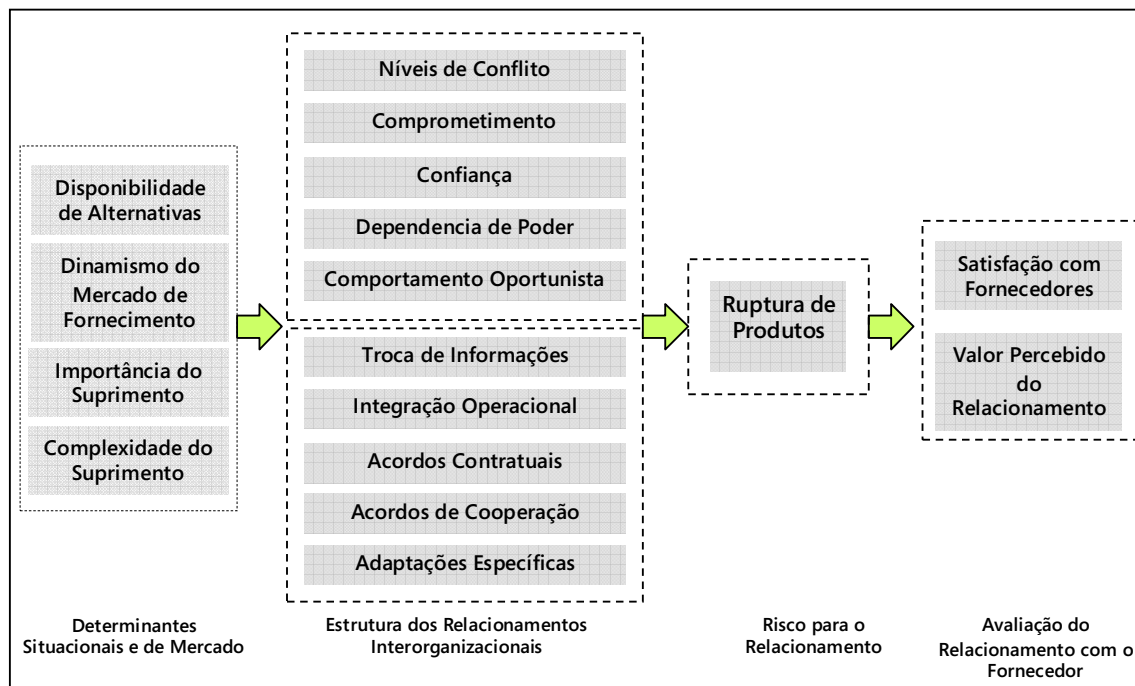 Disponibilidade
de Alternativas
Dinamismo do
Mercado de
Fornecimento
Importância do
Suprimento
Complexidade do
Suprimento
Determinantes
Situacionais e de Mercado
Níveis de Conflito
Comprometimento
Confiança
Dependencia de Poder
Comportamento Oportunista
Troca de Informações
Integração Operacional
Acordos Contratuais
Acordos de Cooperação
Adaptações Específicas
Estrutura dos Relacionamentos
Interorganizacionais
Ruptura de
Produtos
Risco para o
Relacionamento
Satisfação com
Fornecedores
Valor Percebido
do
Relacionamento
Avaliação do
Relacionamento com o
Fornecedor